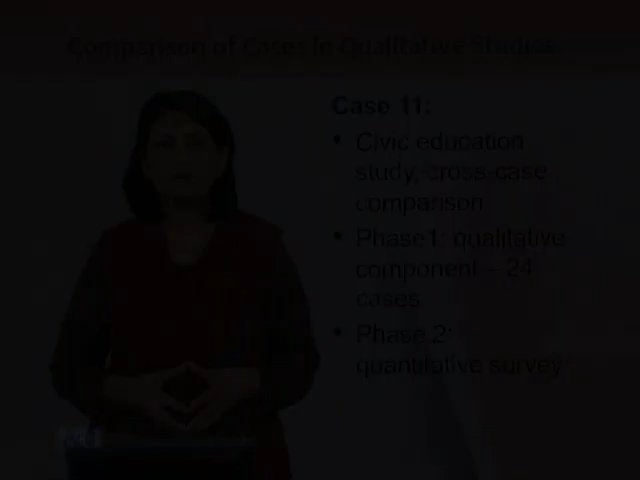 Comparison of Cases in Qualitative Studies
Case 11:
• Civic education
study, cross-case
comparison
• Phase1: qualitative
component – 24
cases
• Phase 2:
quantitative survey